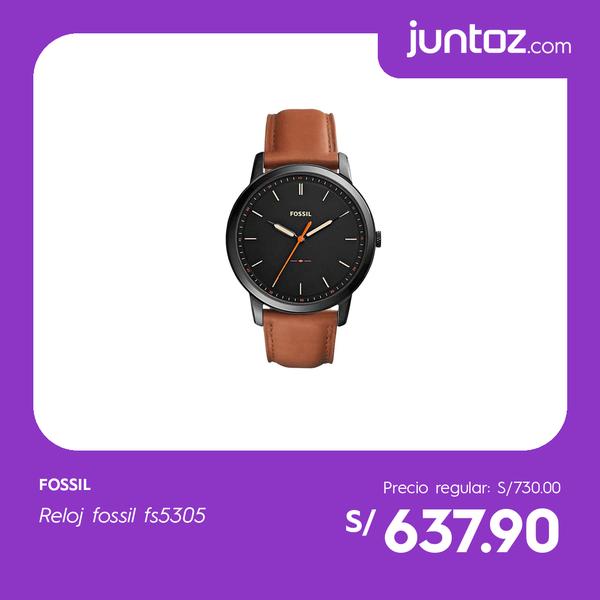 juntoz.com
FOSSIL
FOSSIL
Reloj fossil fs5305
Precio regular: S/730.00
S/ 637.90